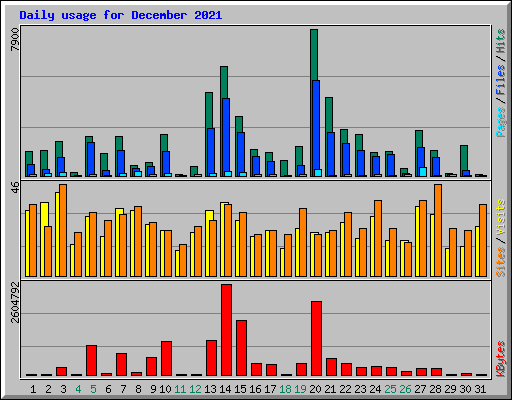 Daily usage for December 2021
7900
Pages / Files / Hits
46
Sites / Visits
2604792
KBytes
1 2 3 4 5 6 7 8 9 10 11 12 13 14 15 16 17 18 19 20 21 22 23 24 25 26 27 28 29 30 31